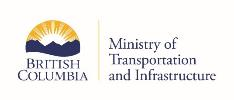 BRITISH
COLUMBIA
Ministry of
Transportation
and Infrastructure